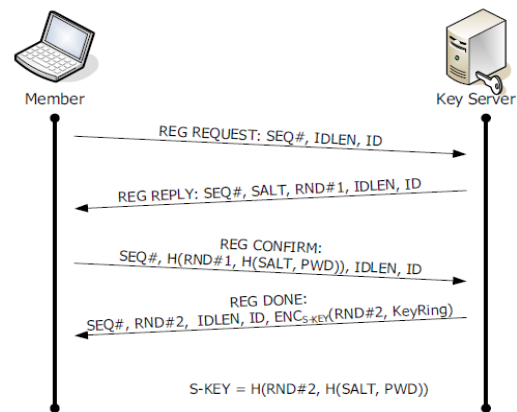 Member
Key Server
REG REQUEST: SEQ#, IDLEN, ID
REG REPLY: SEQ#, SALT, RND#1, IDLEN, ID
REG CONFIRM:
SEQ#, H(RND#1, H(SALT, PWD)), IDLEN, ID
REG DONE:
SEQ#, RND#2, IDLEN, ID, ENCS-KEY(RND#2, KeyRing)
S-KEY = H(RND#2, H(SALT, PWD))